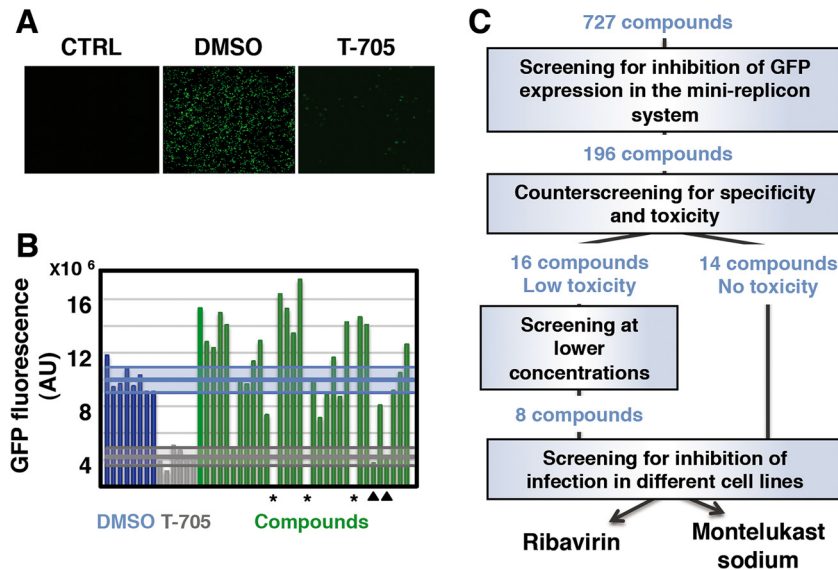 A
CTRL DMSO T-705
B
X10 6
16
12
8
4
GFP fluorescence
(AU)
* * * ▲▲
DMSO T-705 Compounds
C
727 compounds
Screening for inhibition of GFP
expression in the mini-replicon
system
196 compounds
Counterscreening for specificity
and toxicity
16 compounds
Low toxicity
14 compounds
No toxicity
Screening at
lower
concentrations
8 compounds
Screening for inhibition of
infection in different cell lines
Ribavirin
Montelukast
sodium